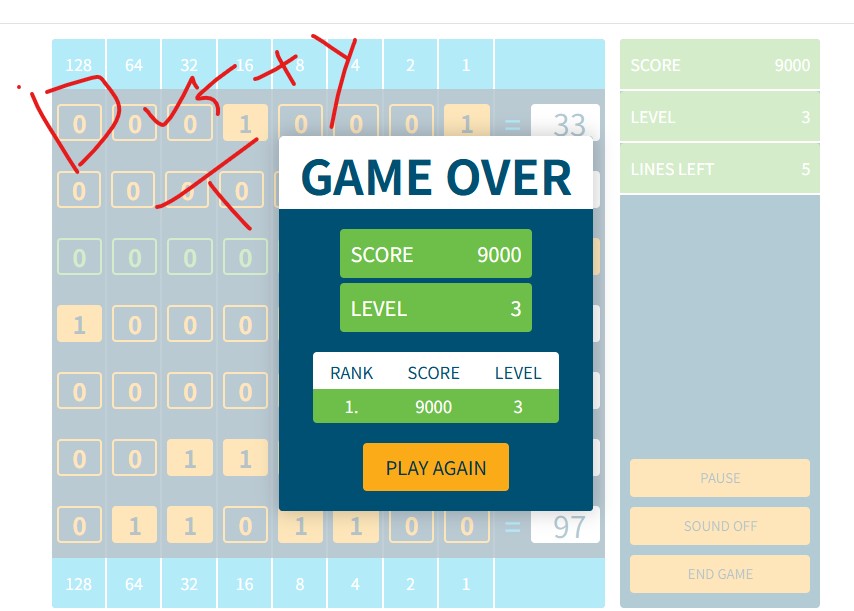 128 64 32 16 8 4 2 1
SCORE 9000
0 0 0 1 0 0 0 1 = 33
LEVEL 3
GAME OVER
LINES LEFT 5
0 0 0 0
0 0 0 0
SCORE 9000
1 0 0 0
LEVEL 3
RANK SCORE LEVEL
0 0 0 0
1. 9000 3
0 0 1 1
PLAY AGAIN
PAUSE
0 1 1 0 1 1 0 0 = 97
SOUND OFF
END GAME
128 64 32 16 8 4 2 1